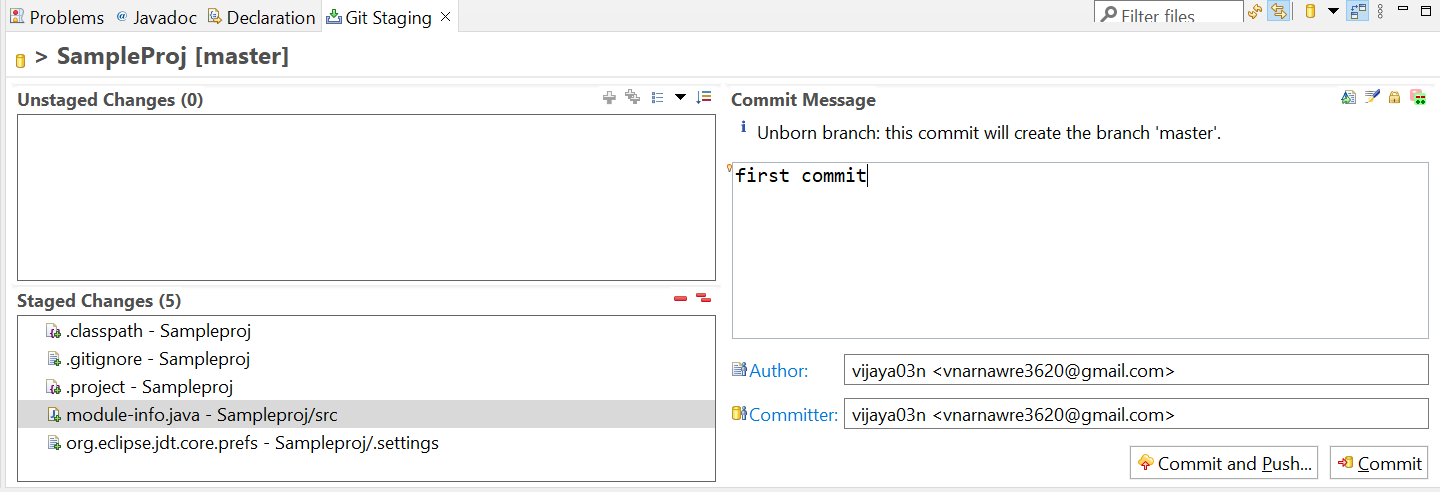 Problems @ Javadoc Declaration Git Staging
Filter files
> SampleProj [master]
Unstaged Changes (0)
Commit Message
Unborn branch: this commit will create the branch 'master'.
first commit
Staged Changes (5)
.classpath - Sampleproj
.gitignore - Sampleproj
.project - Sampleproj
module-info.java - Sampleproj/src
org.eclipse.jdt.core.prefs - Sampleproj/.settings
Author: vijaya03n <vnarnawre3620@gmail.com>
Committer: vijaya03n <vnarnawre3620@gmail.com>
Commit and Push... Commit